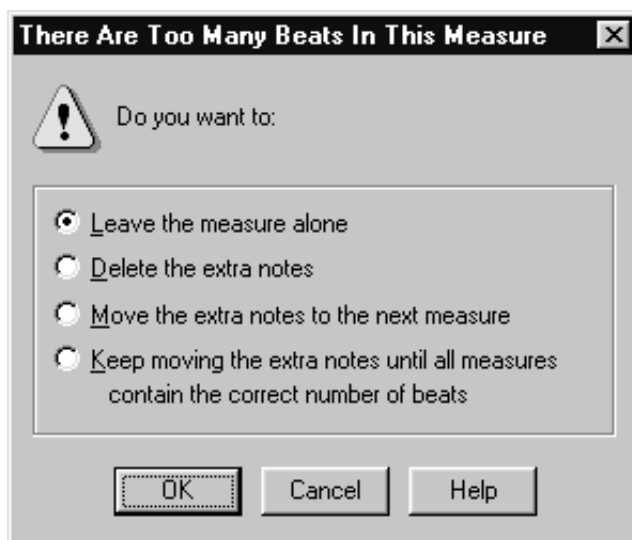 There Are Too Many Beats In This Measure
Do you want to:
Leave the measure alone
Delete the extra notes
Move the extra notes to the next measure
Keep moving the extra notes until all measures
contain the correct number of beats
OK
Cancel
Help